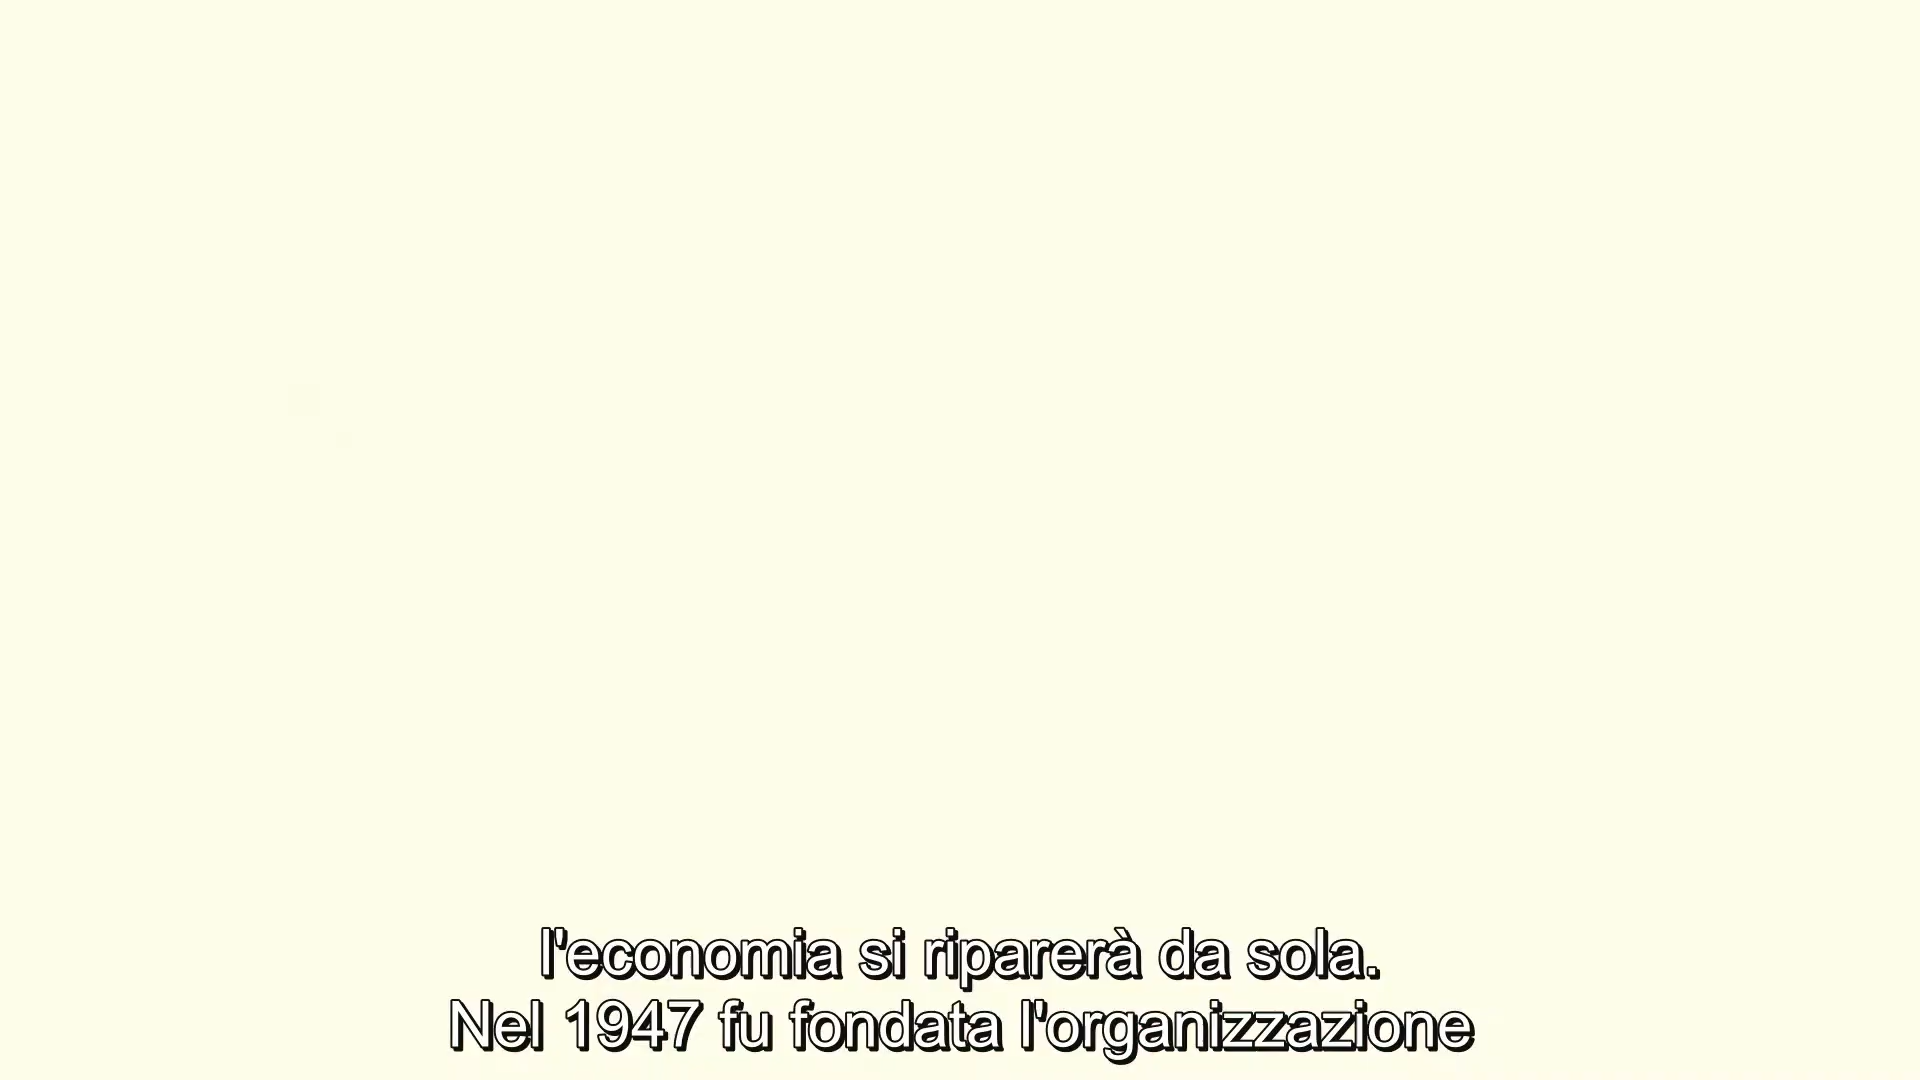 l'economia si riparerà da sola.
Nel 1947 fu fondata l'organizzazione